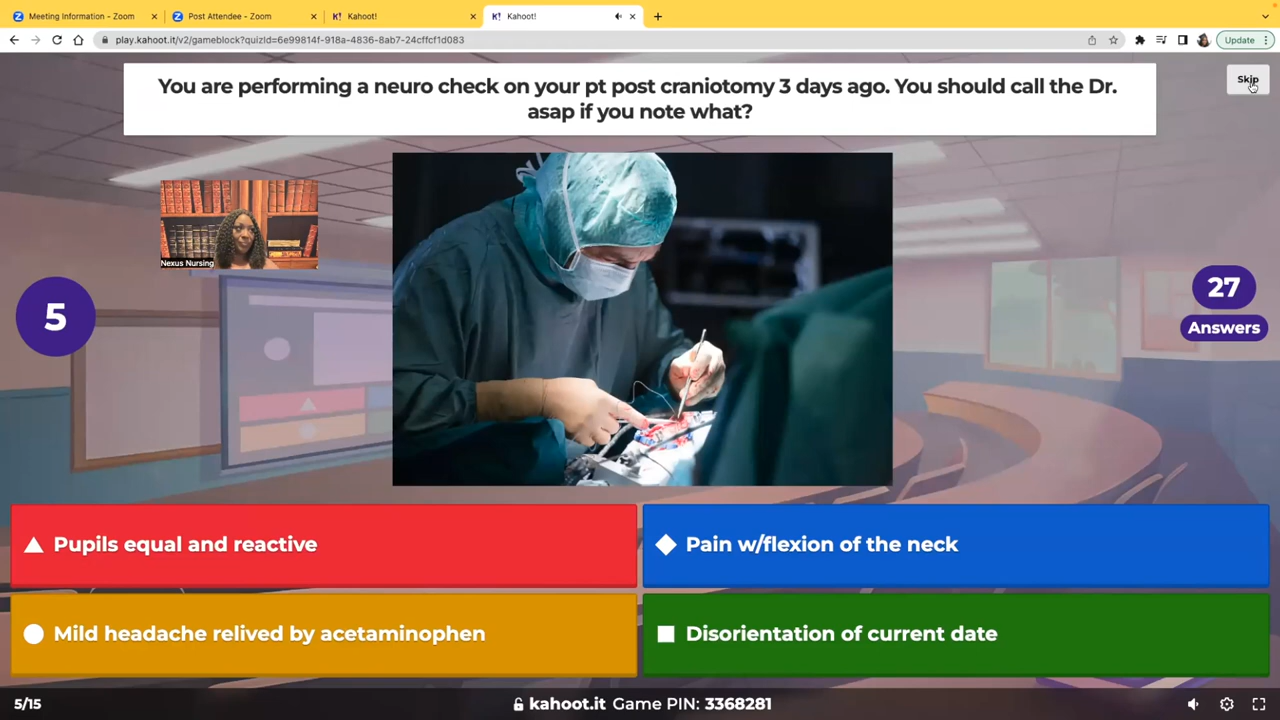 Meeting Information - Zoom
Post Attendee - Zoom
K! Kahoot!
K! Kahoot!
play.kahoot.it/v2/gameblock?quizId=6e99814f-918a-4836-8ab7-24cffcf1d083
Update
You are performing a neuro check on your pt post craniotomy 3 days ago. You should call the Dr.
asap if you note what?
Skip
Nexus Nursing
5
27
Answers
Pupils equal and reactive
Pain w/flexion of the neck
Mild headache relived by acetaminophen
Disorientation of current date
5/15
kahoot.it Game PIN: 3368281